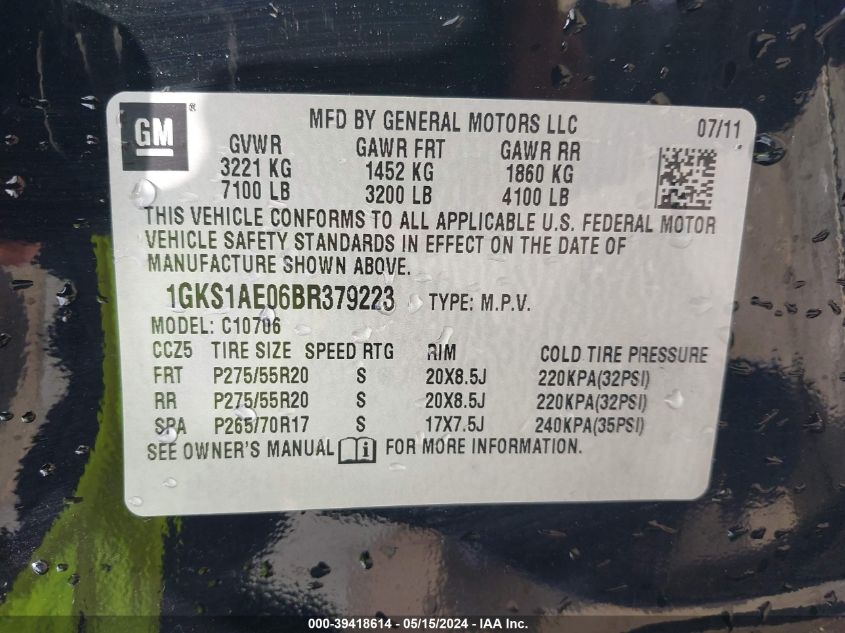 GM
®
MFD BY GENERAL MOTORS LLC
07/11
GVWR GAWR FRT GAWR RR
3221 KG 1452 KG 1860 KG
7100 LB 3200 LB 4100 LB
THIS VEHICLE CONFORMS TO ALL APPLICABLE U.S. FEDERAL MOTOR
VEHICLE SAFETY STANDARDS IN EFFECT ON THE DATE OF
MANUFACTURE SHOWN ABOVE.
1GKS1AE06BR379223 TYPE: M.P.V.
MODEL: C10706
CCZ5 TIRE SIZE SPEED RTG RIM COLD TIRE PRESSURE
FRT P275/55R20 S 20X8.5J 220KPA(32PSI)
RR P275/55R20 S 20X8.5J 220KPA(32PSI)
SPA P265/70R17 S 17X7.5J 240KPA(35PSI)
SEE OWNER'S MANUAL i FOR MORE INFORMATION.
000-39418614 - 05/15/2024 - IAA Inc.